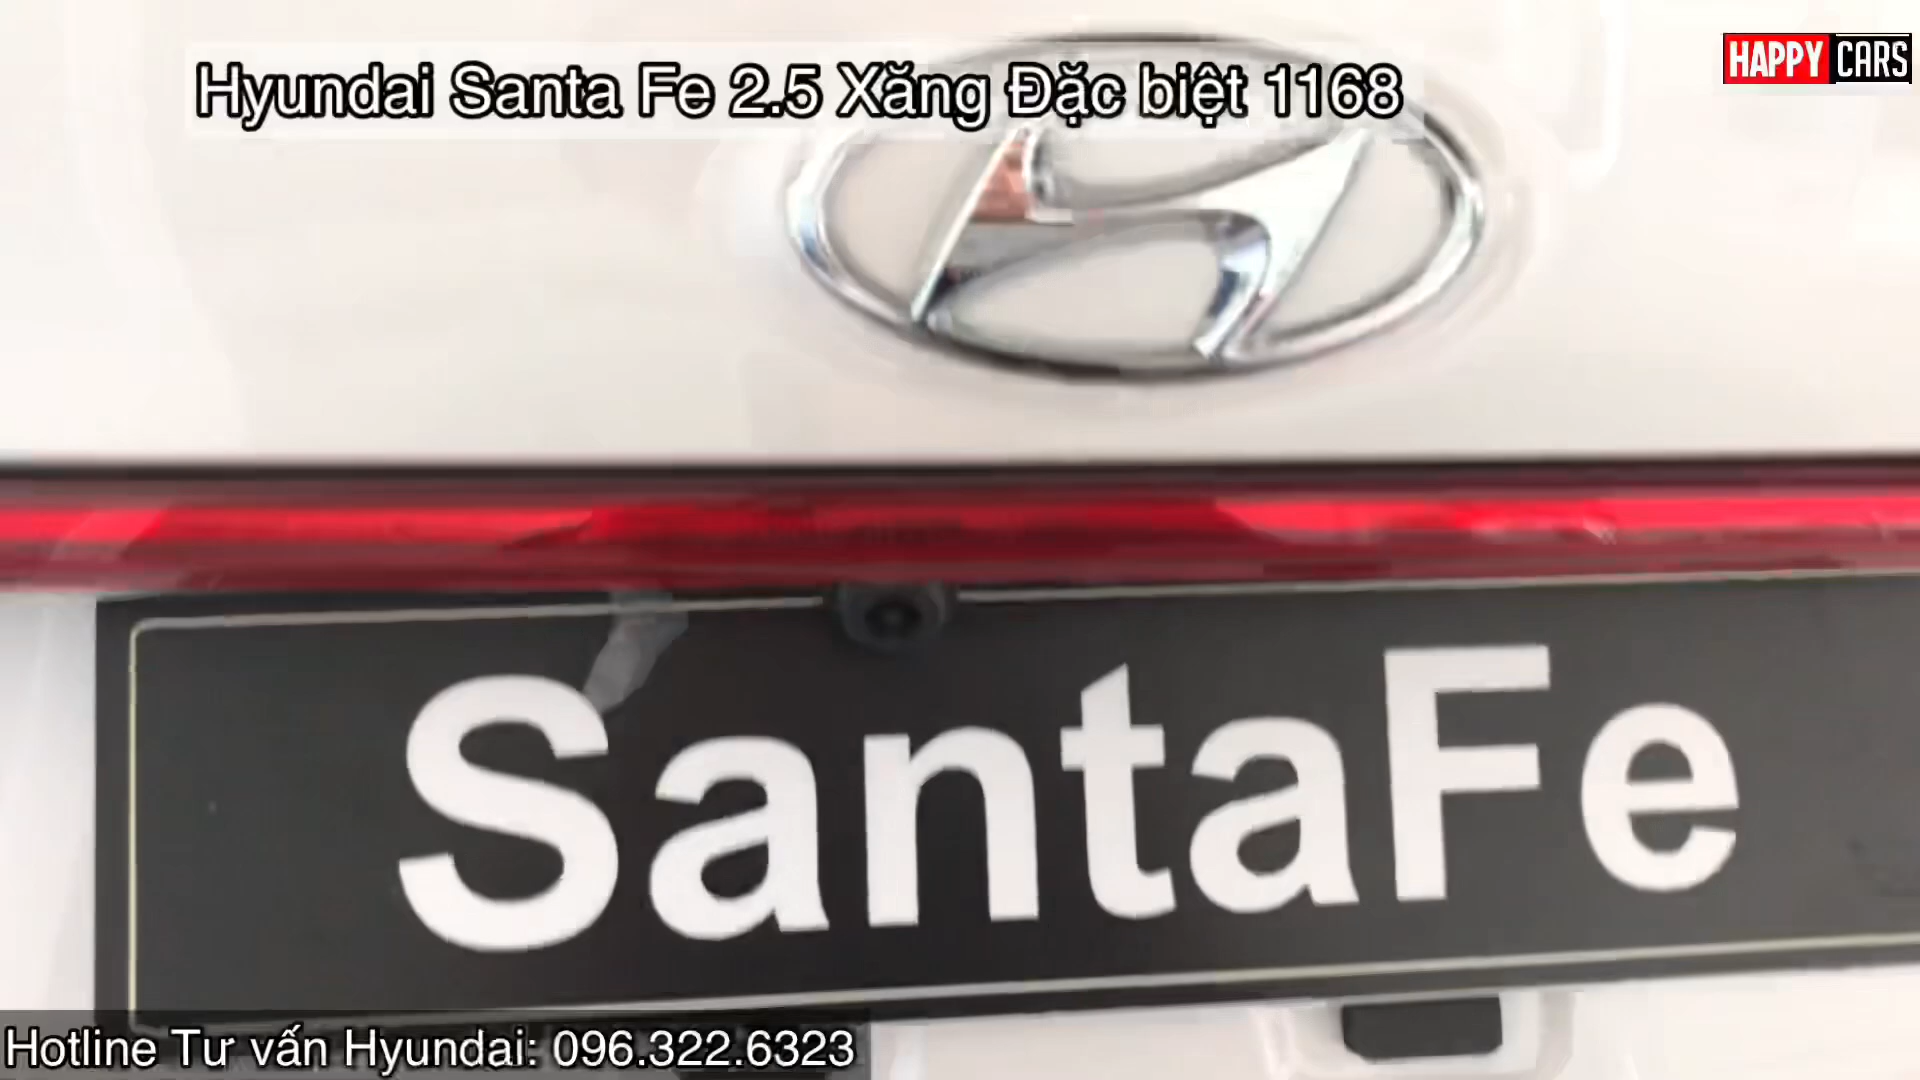 Hyundai Santa Fe 2.5 Xăng Đặc biệt 1168
HAPPY CARS
SantaFe
Hotline Tư vấn Hyundai: 096.322.6323